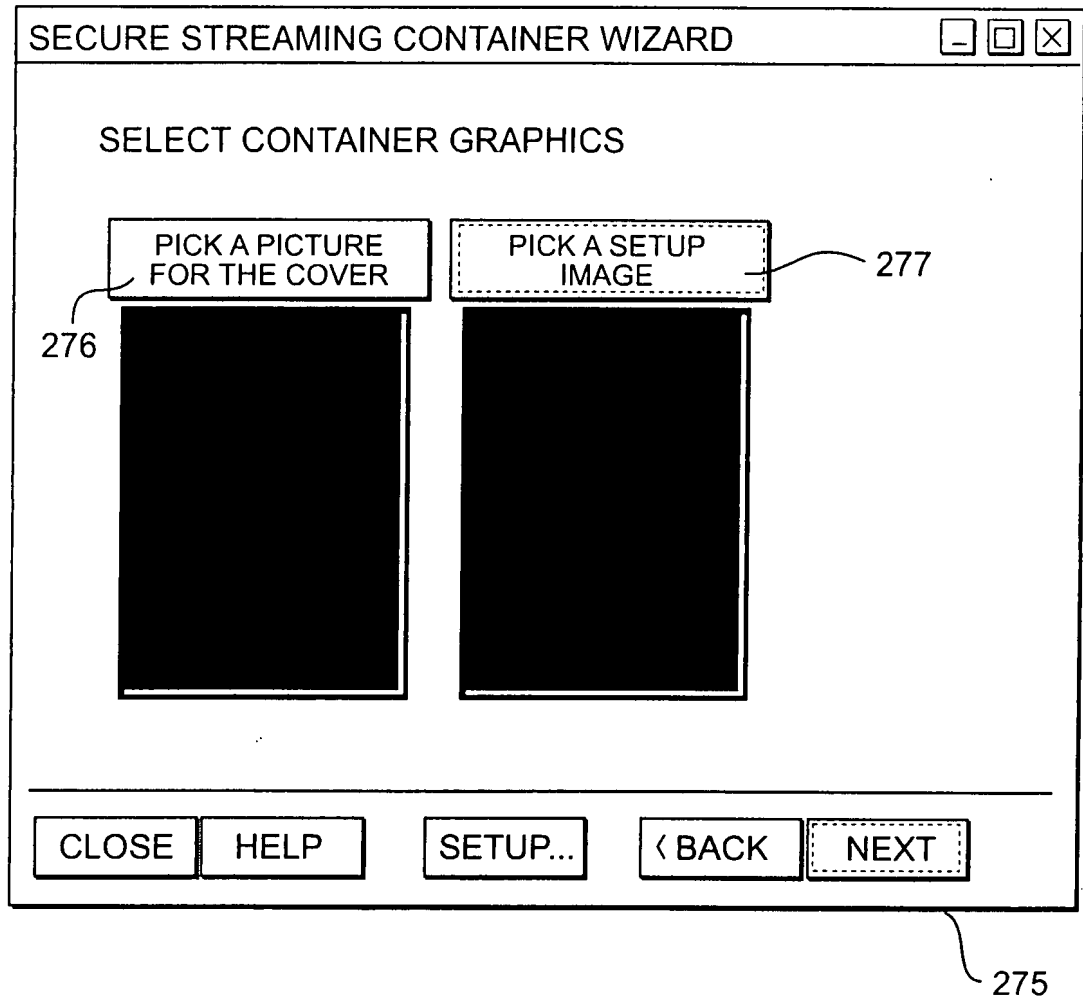 SECURE STREAMING CONTAINER WIZARD
SELECT CONTAINER GRAPHICS
PICK A PICTURE
FOR THE COVER
PICK A SETUP
IMAGE
277
276
CLOSE HELP SETUP... < BACK NEXT
275